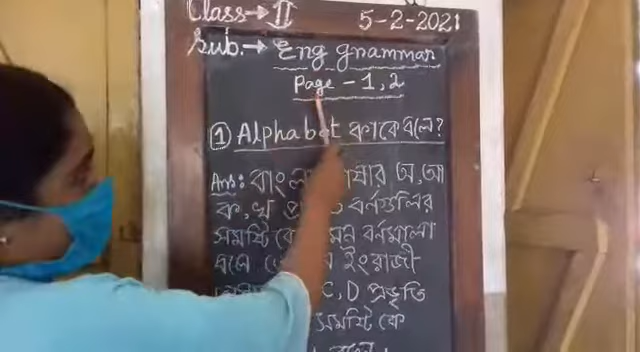 Class → II 5-2-2021
Sub. → Eng grammar
Page - 1, 2
① Alphabet কাকে বলে?
Ans: বাংলা ভাষার অ, আ
ক, খ বর্ণগুলির
সমষ্টি বর্ণমালা
বলে ইংরাজী
C, D প্রভৃতি
সমষ্টি কে